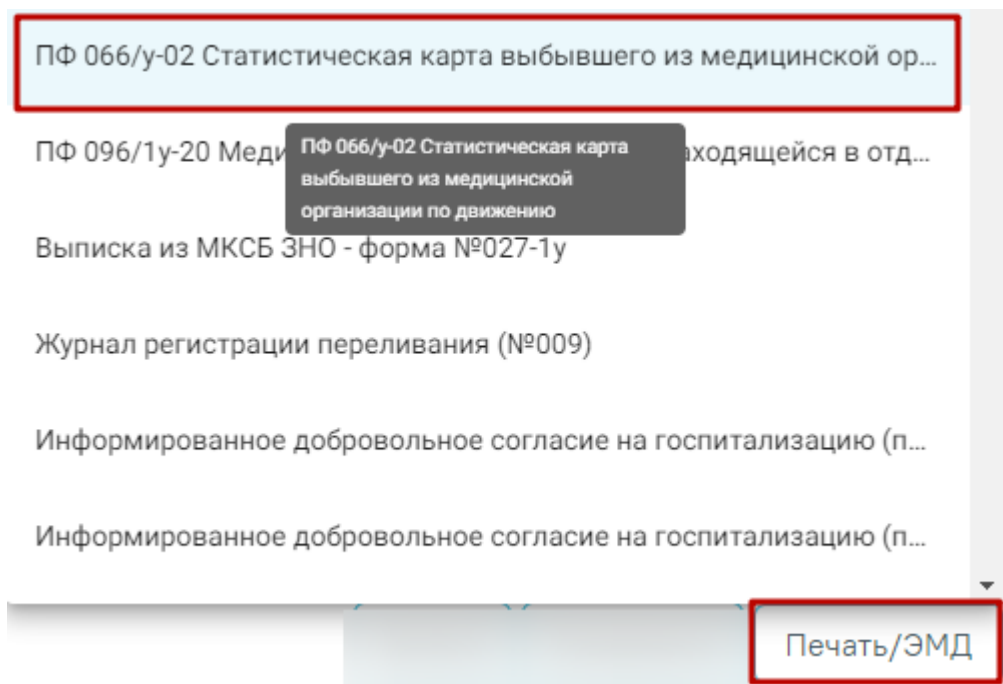 ПФ 066/у-02 Статистическая карта выбывшего из медицинской ор...
ПФ 096/1у-20 Меди
аходящейся в отд...
ПФ 066/у-02 Статистическая карта
выбывшего из медицинской
организации по движению
Выписка из МКСБ ЗНО - форма №027-1у
Журнал регистрации переливания (№009)
Информированное добровольное согласие на госпитализацию (п...
Информированное добровольное согласие на госпитализацию (п...
Печать/ЭМД